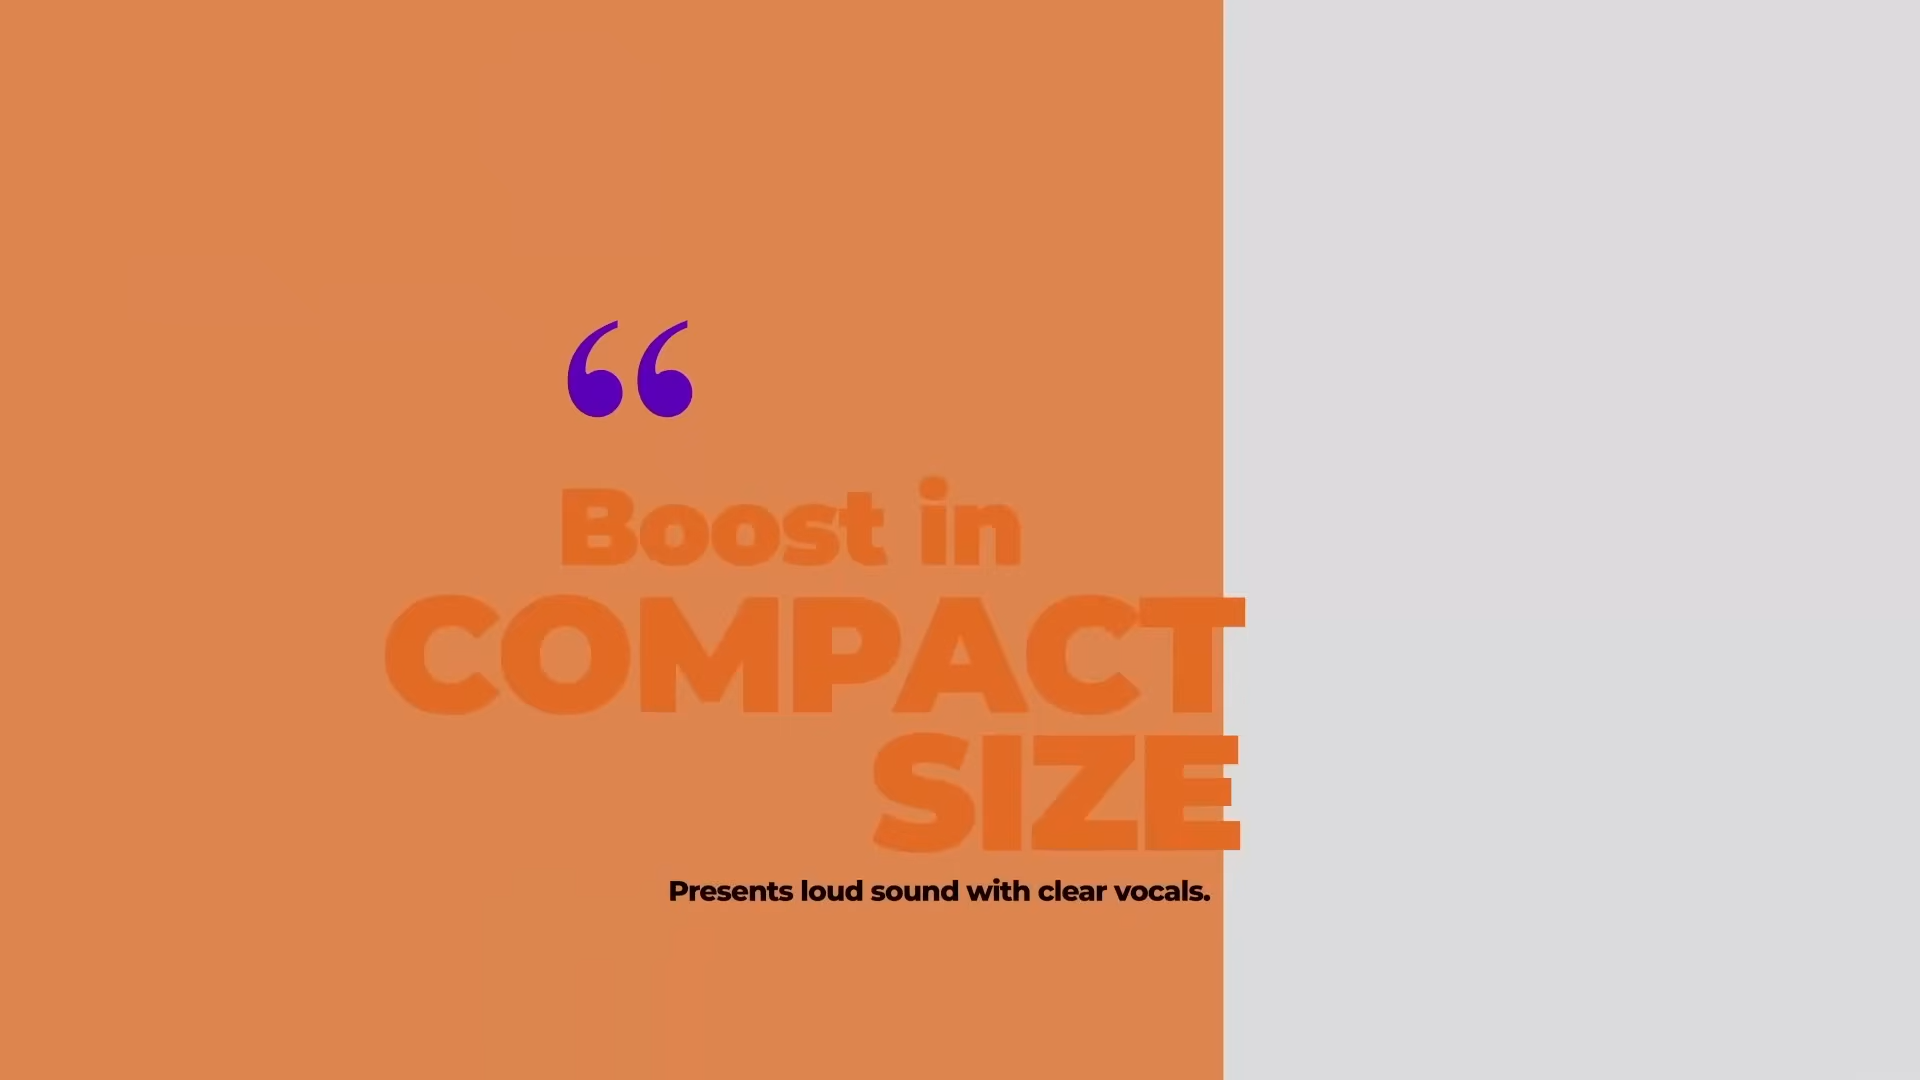 “
Boost in
COMPACT
SIZE
Presents loud sound with clear vocals.